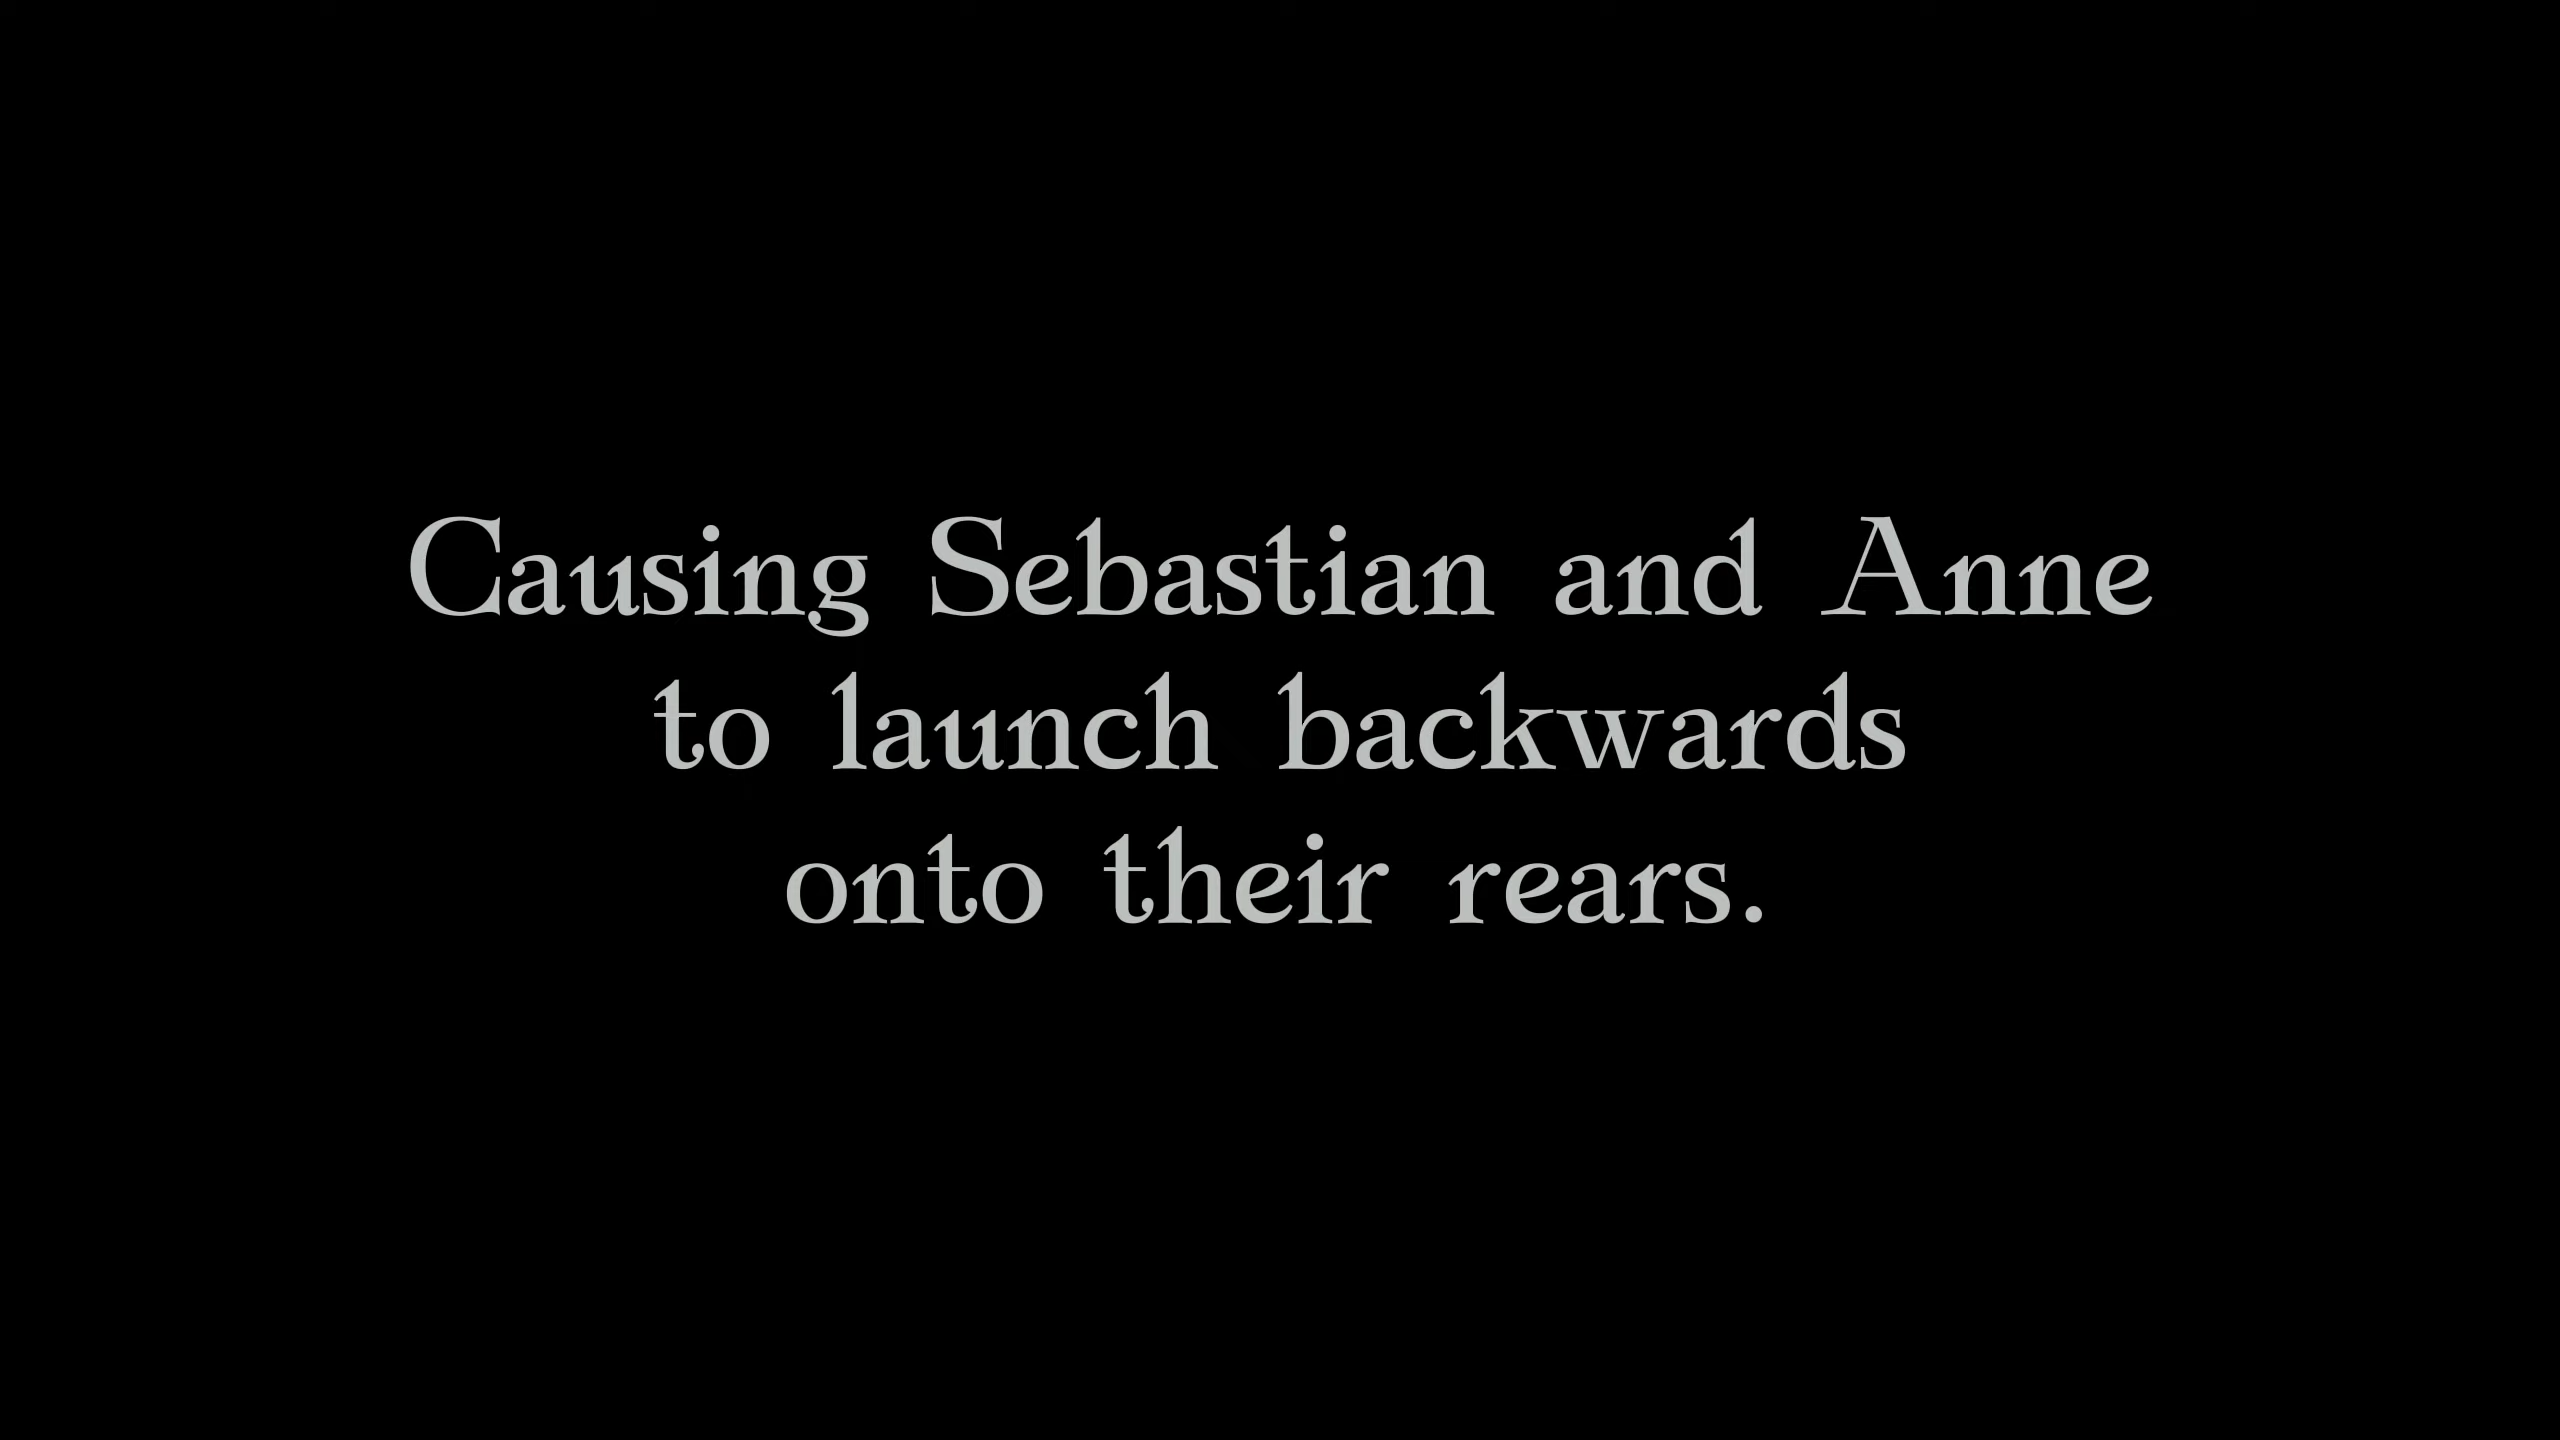 Causing Sebastian and Anne
to launch backwards
onto their rears.